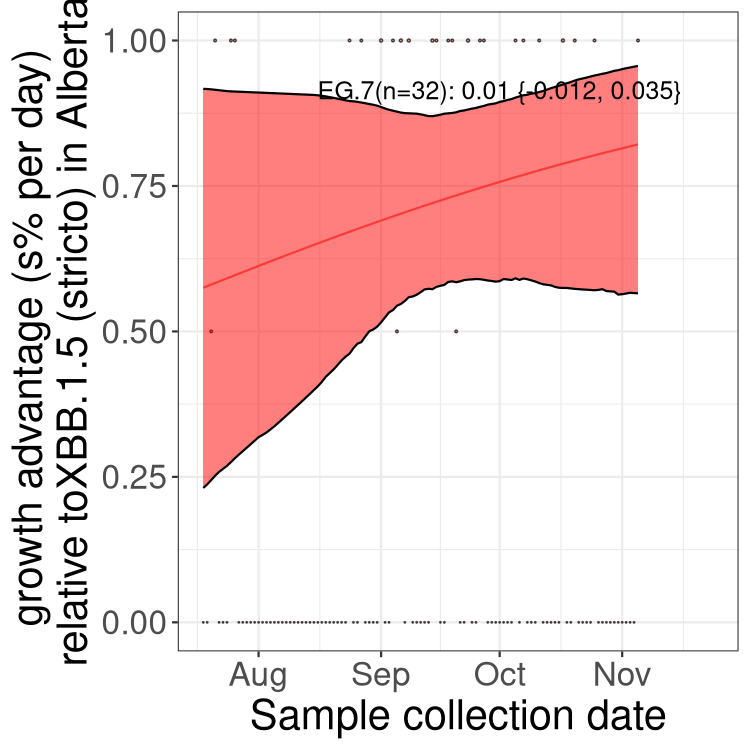 growth advantage (s% per day)
relative toXBB.1.5 (stricto) in Alberta
1.00
0.75
0.50
0.25
0.00
EG.7(n=32): 0.01 {-0.012, 0.035}
Aug Sep Oct Nov
Sample collection date